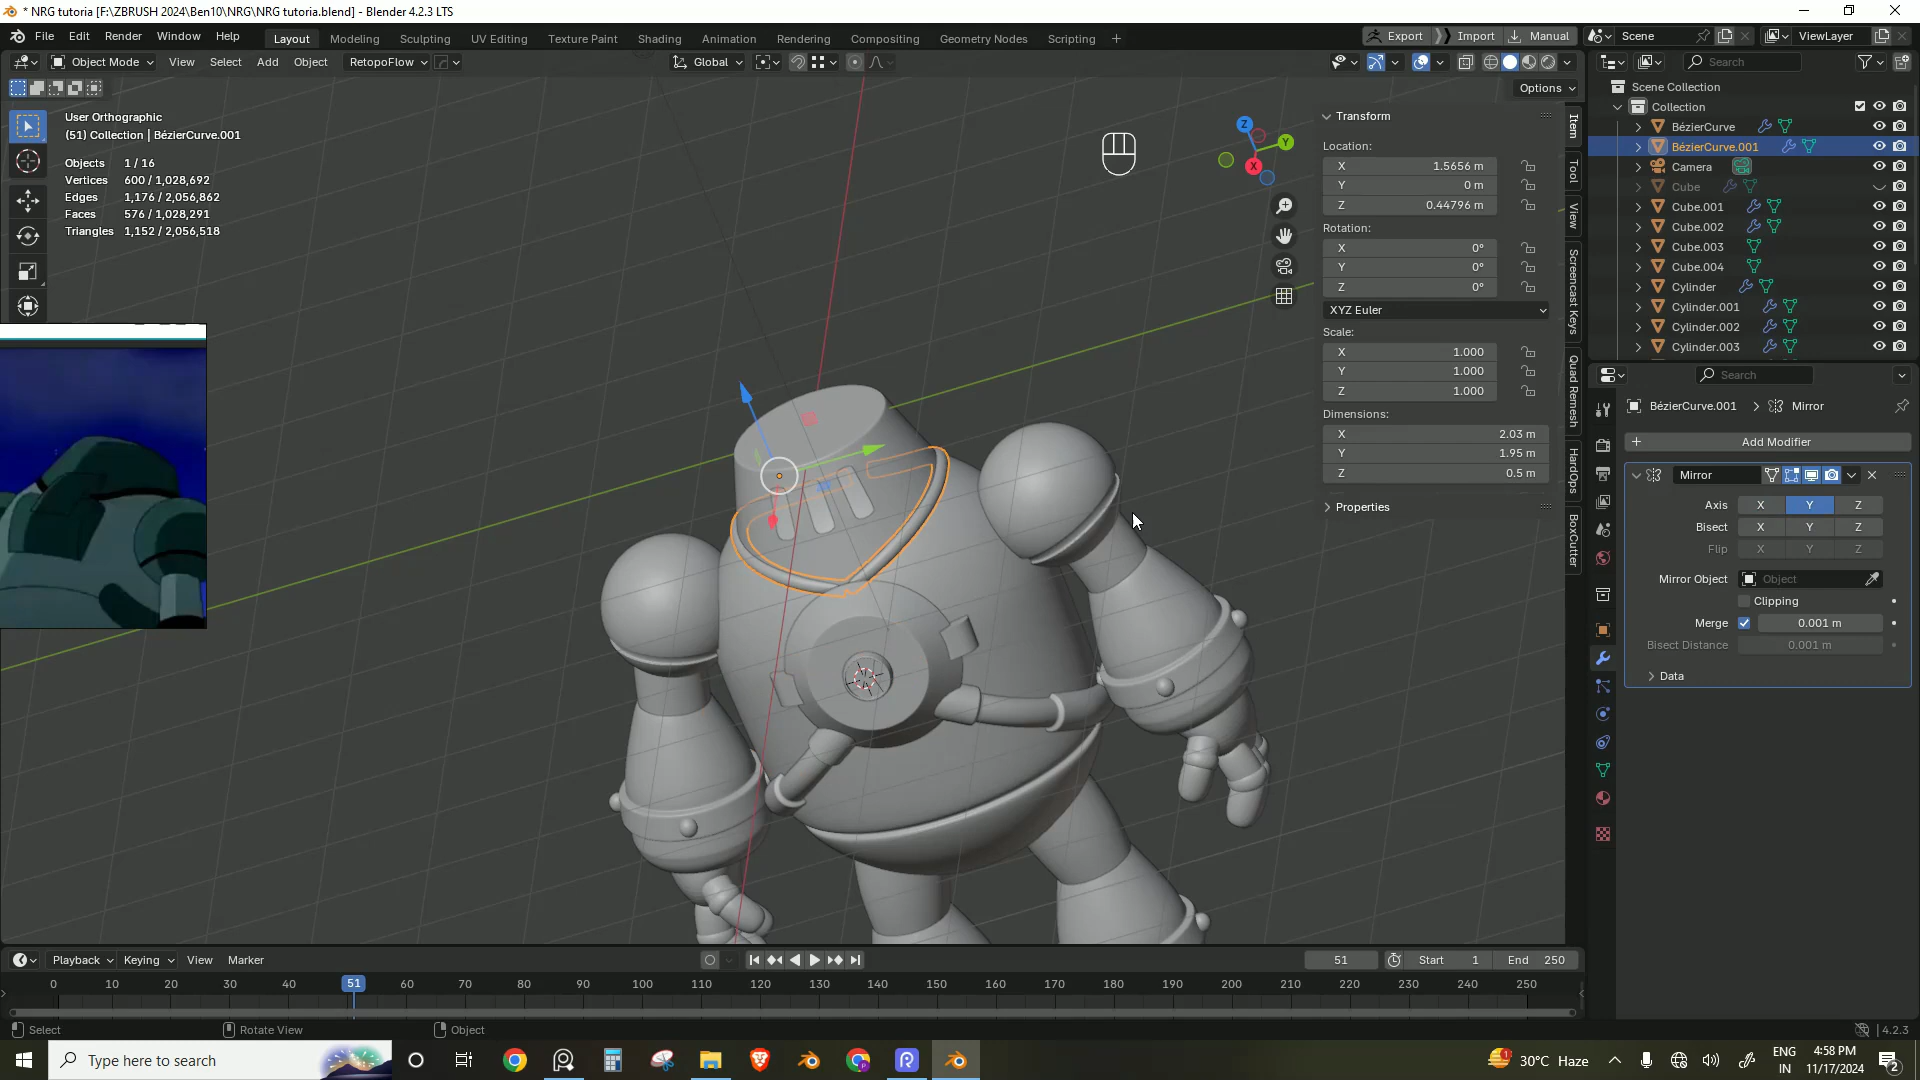 * NRG tutoria [F:\ZBRUSH 2024\Ben10\NRG\NRG tutoria.blend] - Blender 4.2.3 LTS
File Edit Render Window Help Layout Modeling Sculpting UV Editing Texture Paint Shading Animation Rendering Compositing Geometry Nodes Scripting + Export Import Manual Scene ViewLayer
Object Mode View Select Add Object RetopoFlow Global Search
Options
User Orthographic
(51) Collection | BézierCurve.001
Objects 1 / 16
Vertices 600 / 1,028,692
Edges 1,176 / 2,056,862
Faces 576 / 1,028,291
Triangles 1,152 / 2,056,518
Z
Y
X
Transform
Location:
X 1.5656 m
Y 0 m
Z 0.44796 m
Rotation:
X 0°
Y 0°
Z 0°
XYZ Euler
Scale:
X 1.000
Y 1.000
Z 1.000
Dimensions:
X 2.03 m
Y 1.95 m
Z 0.5 m
Properties
Item
Tool
View
Screencast Keys
Quad Remesh
HardOps
BoxCutter
Scene Collection
Collection
BézierCurve
BézierCurve.001
Camera
Cube
Cube.001
Cube.002
Cube.003
Cube.004
Cylinder
Cylinder.001
Cylinder.002
Cylinder.003
Search
BézierCurve.001 > Mirror
+ Add Modifier
Mirror
Axis X Y Z
Bisect X Y Z
Flip X Y Z
Mirror Object Object
Clipping
Merge 0.001 m
Bisect Distance 0.001 m
Data
Playback Keying View Marker 51 Start 1 End 250
0 10 20 30 40 51 60 70 80 90 100 110 120 130 140 150 160 170 180 190 200 210 220 230 240 250
Select Rotate View Object 4.2.3
Type here to search 30°C Haze ENG IN 4:58 PM 11/17/2024 2